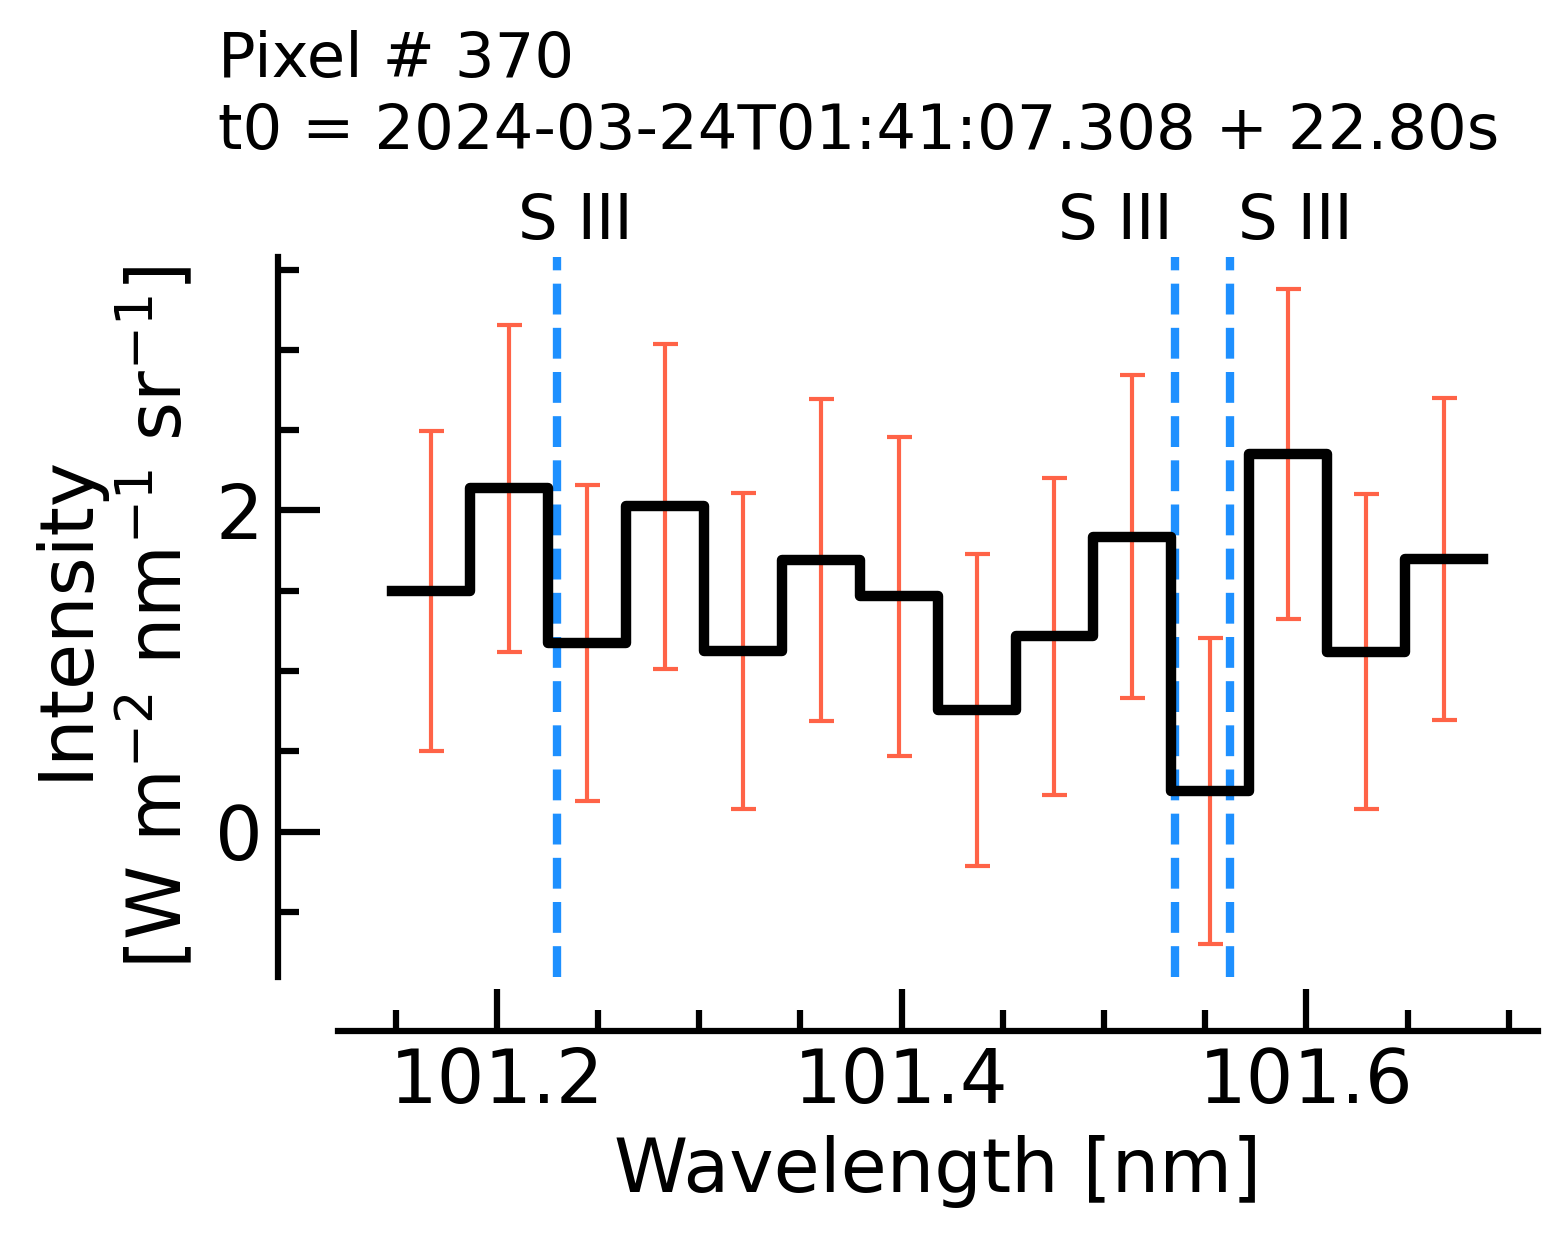 Pixel # 370
t0 = 2024-03-24T01:41:07.308 + 22.80s
S III S III S III
Intensity
[W m⁻² nm⁻¹ sr⁻¹]
2
0
101.2 101.4 101.6
Wavelength [nm]